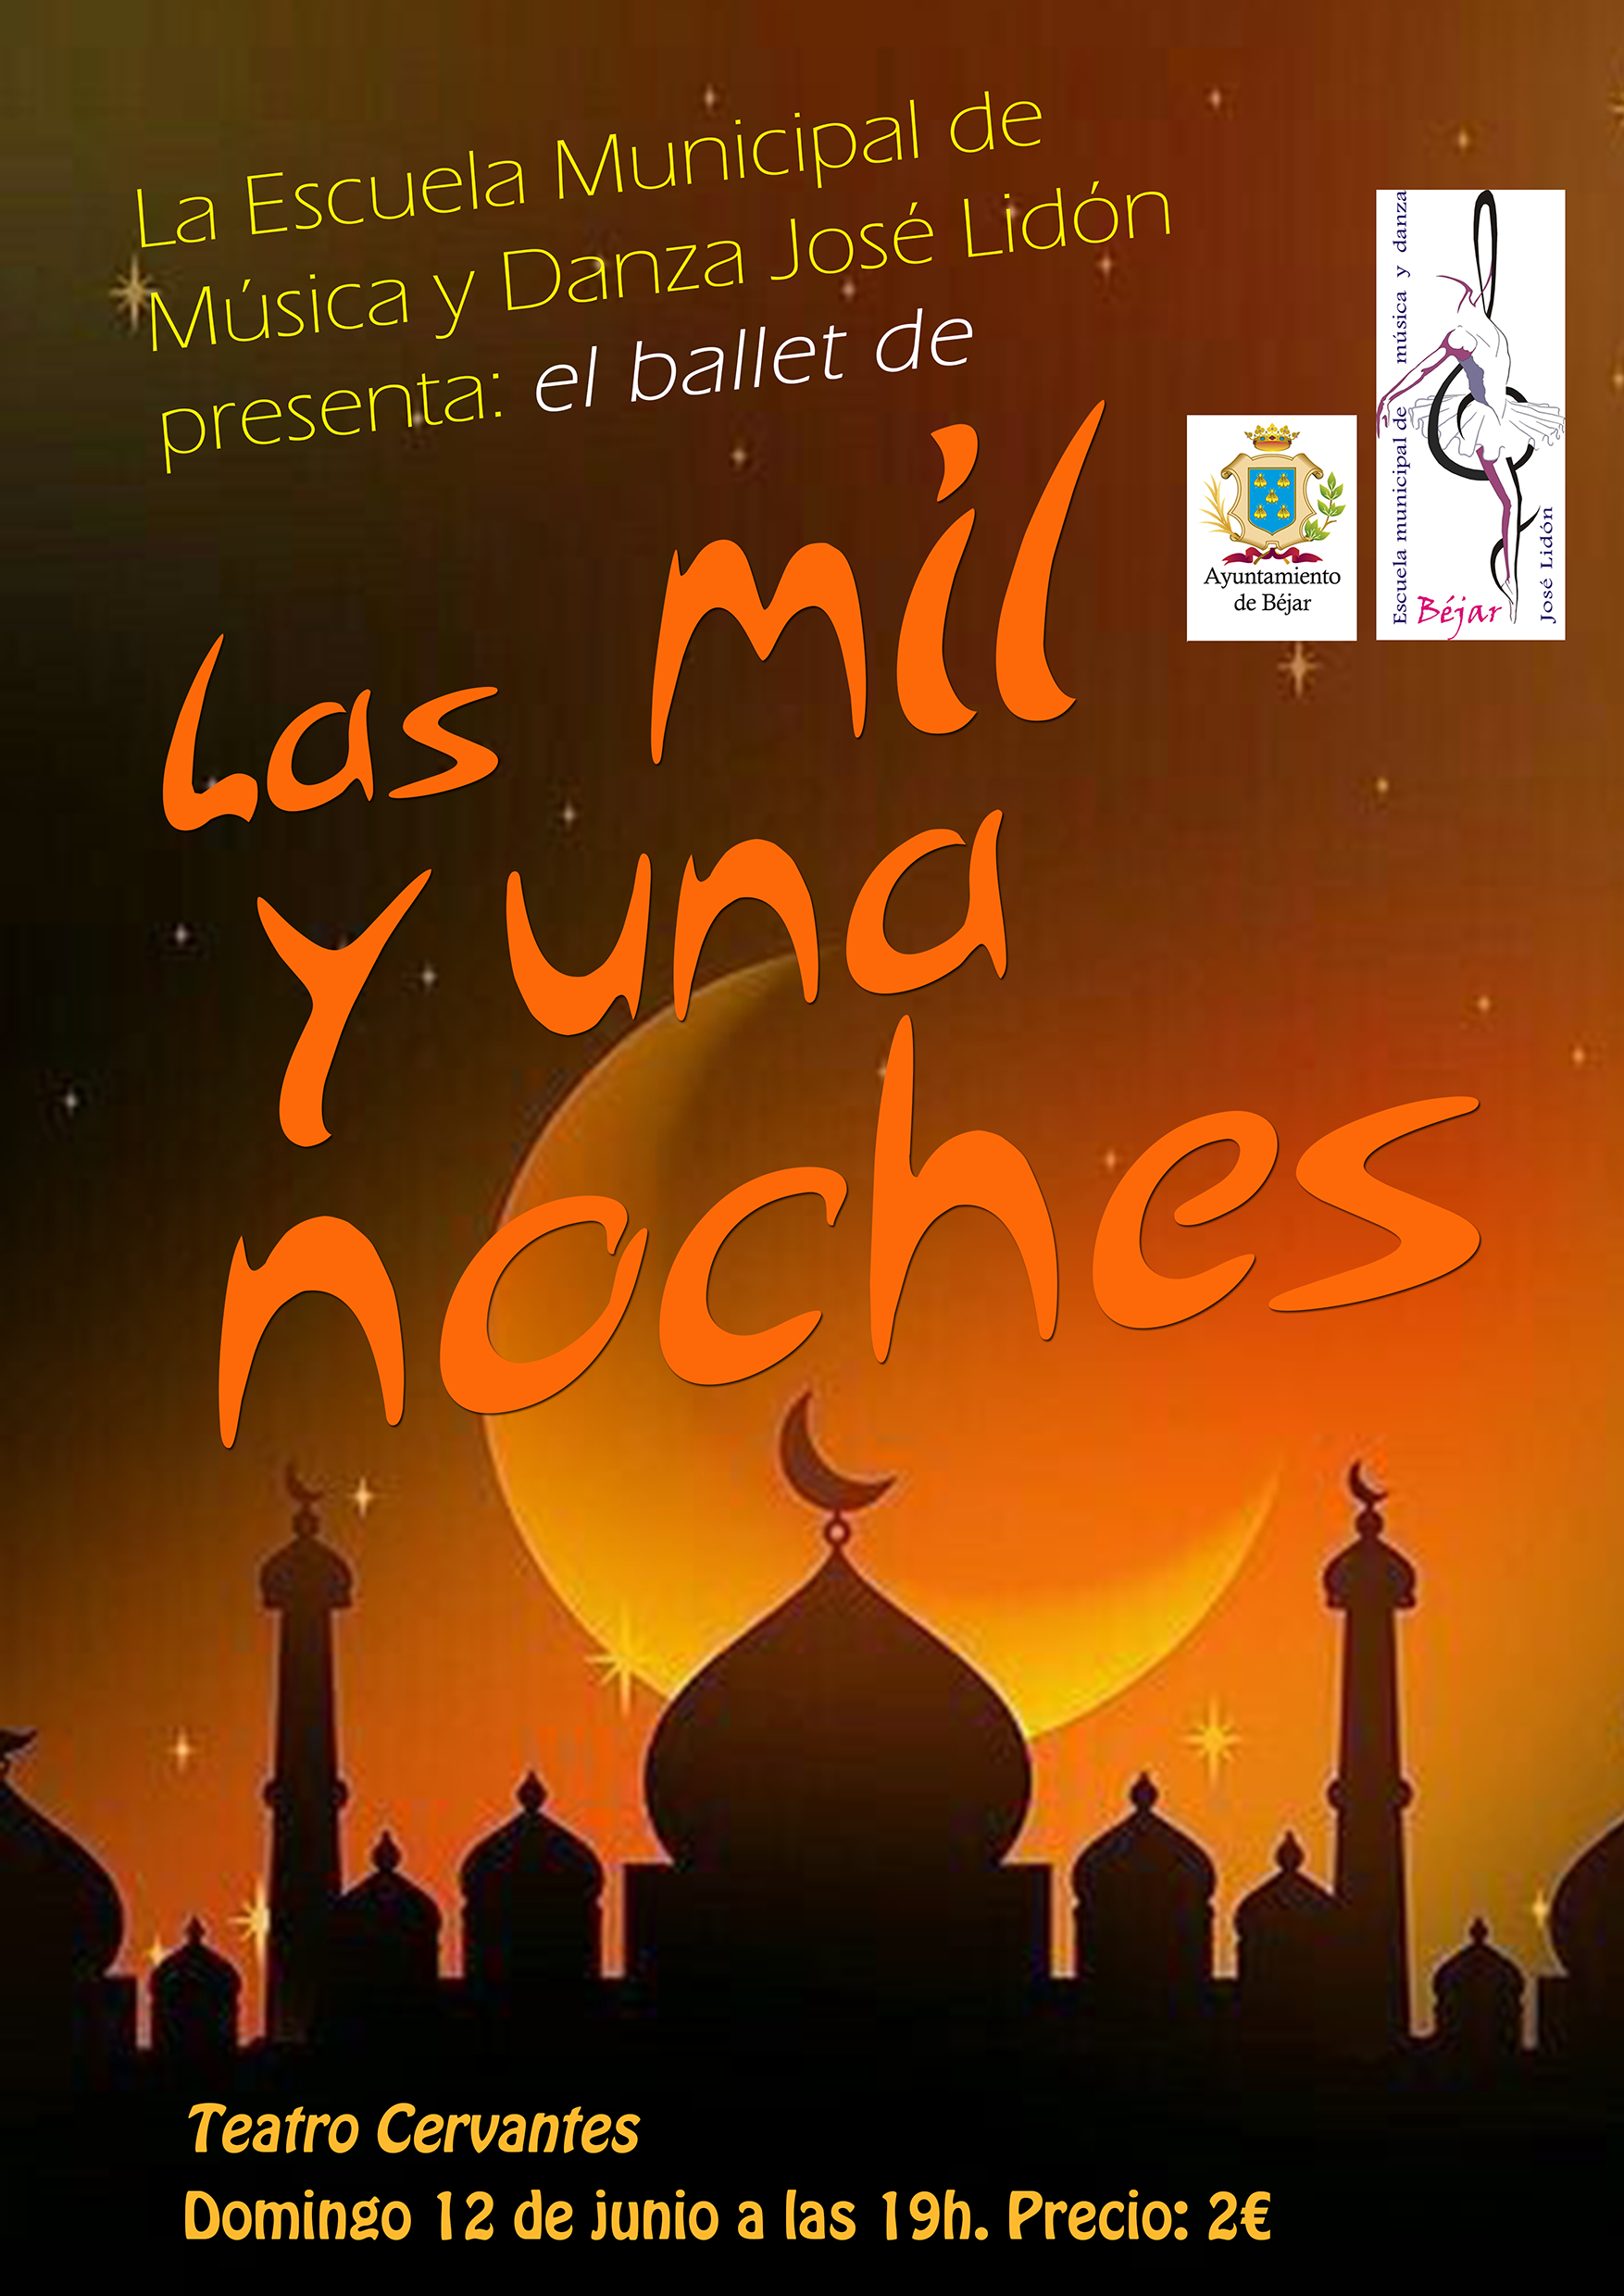 La Escuela Municipal de
Música y Danza José Lidón
presenta: el ballet de
Las mil
y una
noches
Ayuntamiento
de Béjar
Escuela municipal de música y danza
José Lidón
Béjar
Teatro Cervantes
Domingo 12 de junio a las 19h. Precio: 2€